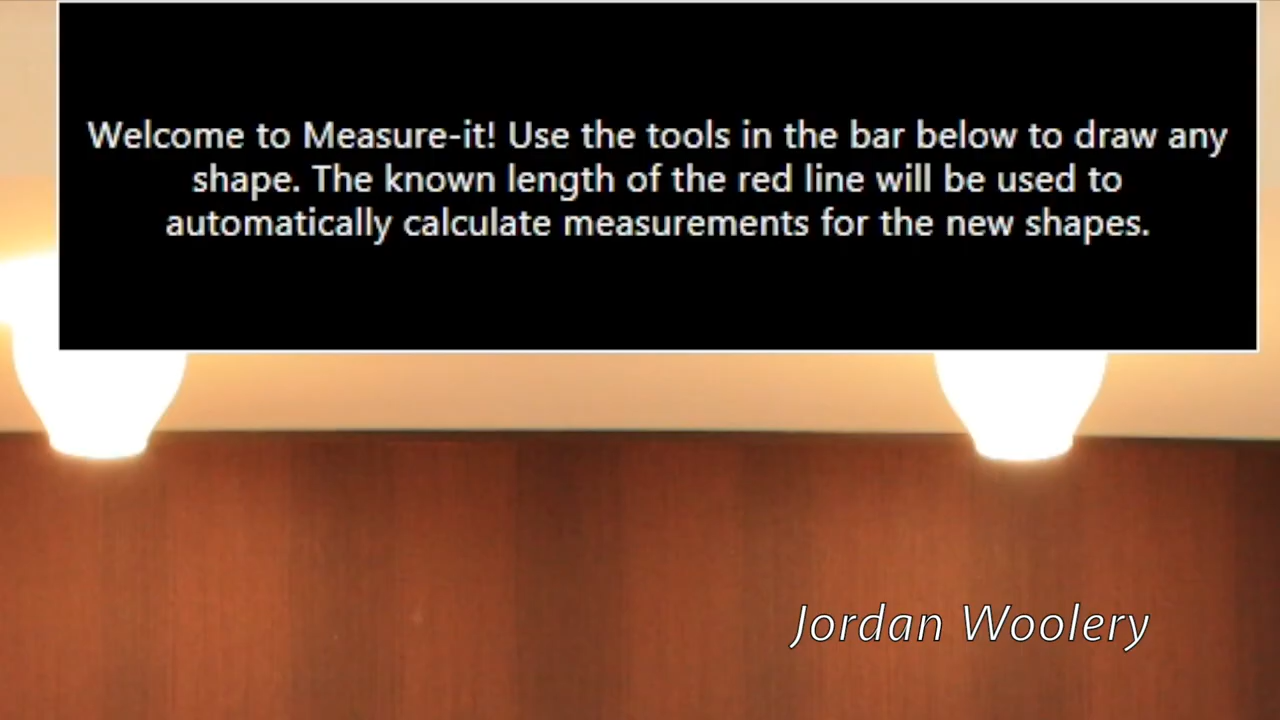 Welcome to Measure-it! Use the tools in the bar below to draw any
shape. The known length of the red line will be used to
automatically calculate measurements for the new shapes.
Jordan Woolery